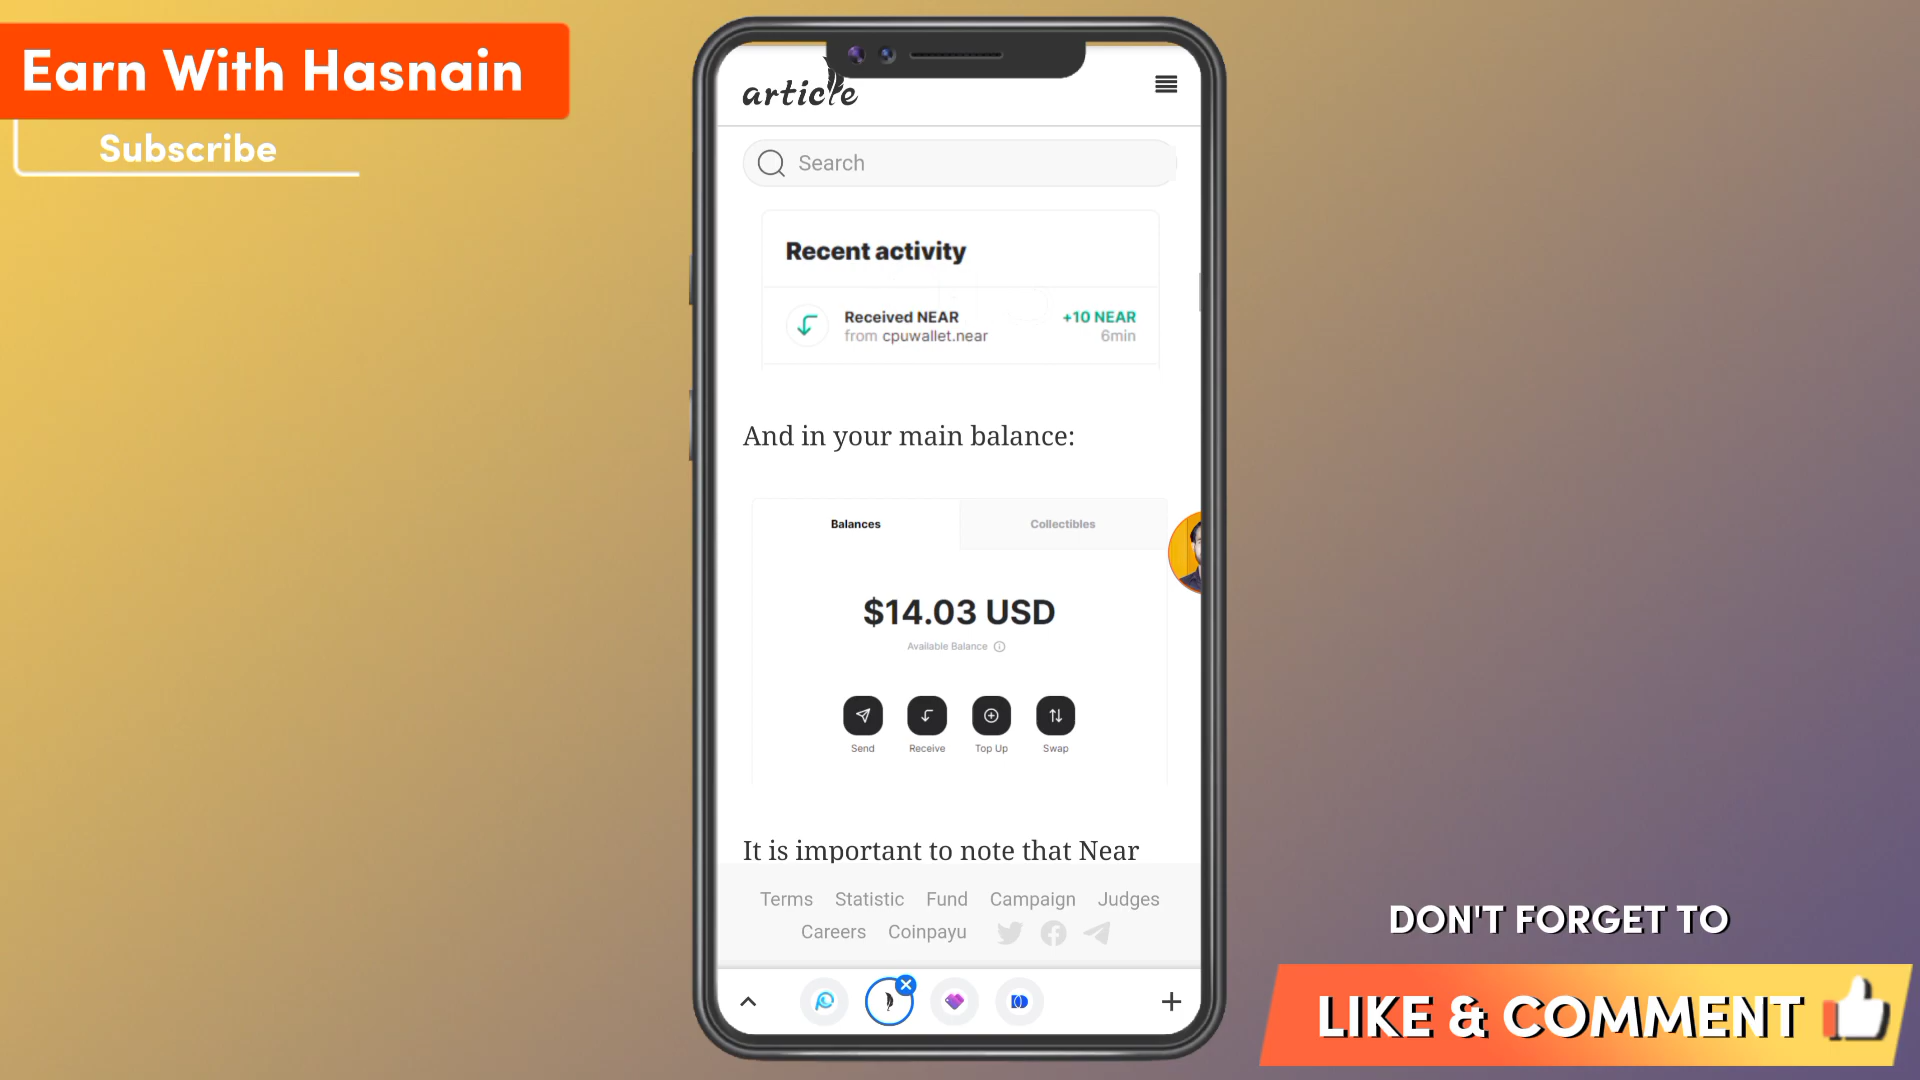 Earn With Hasnain
Subscribe
article
Search
Recent activity
Received NEAR
+10 NEAR
from cpuwallet.near
6min
And in your main balance:
Balances
Collectibles
$14.03 USD
Available Balance
Send
Receive
Top Up
Swap
It is important to note that Near
Terms
Statistic
Fund
Campaign
Judges
Careers
Coinpayu
DON'T FORGET TO
LIKE & COMMENT